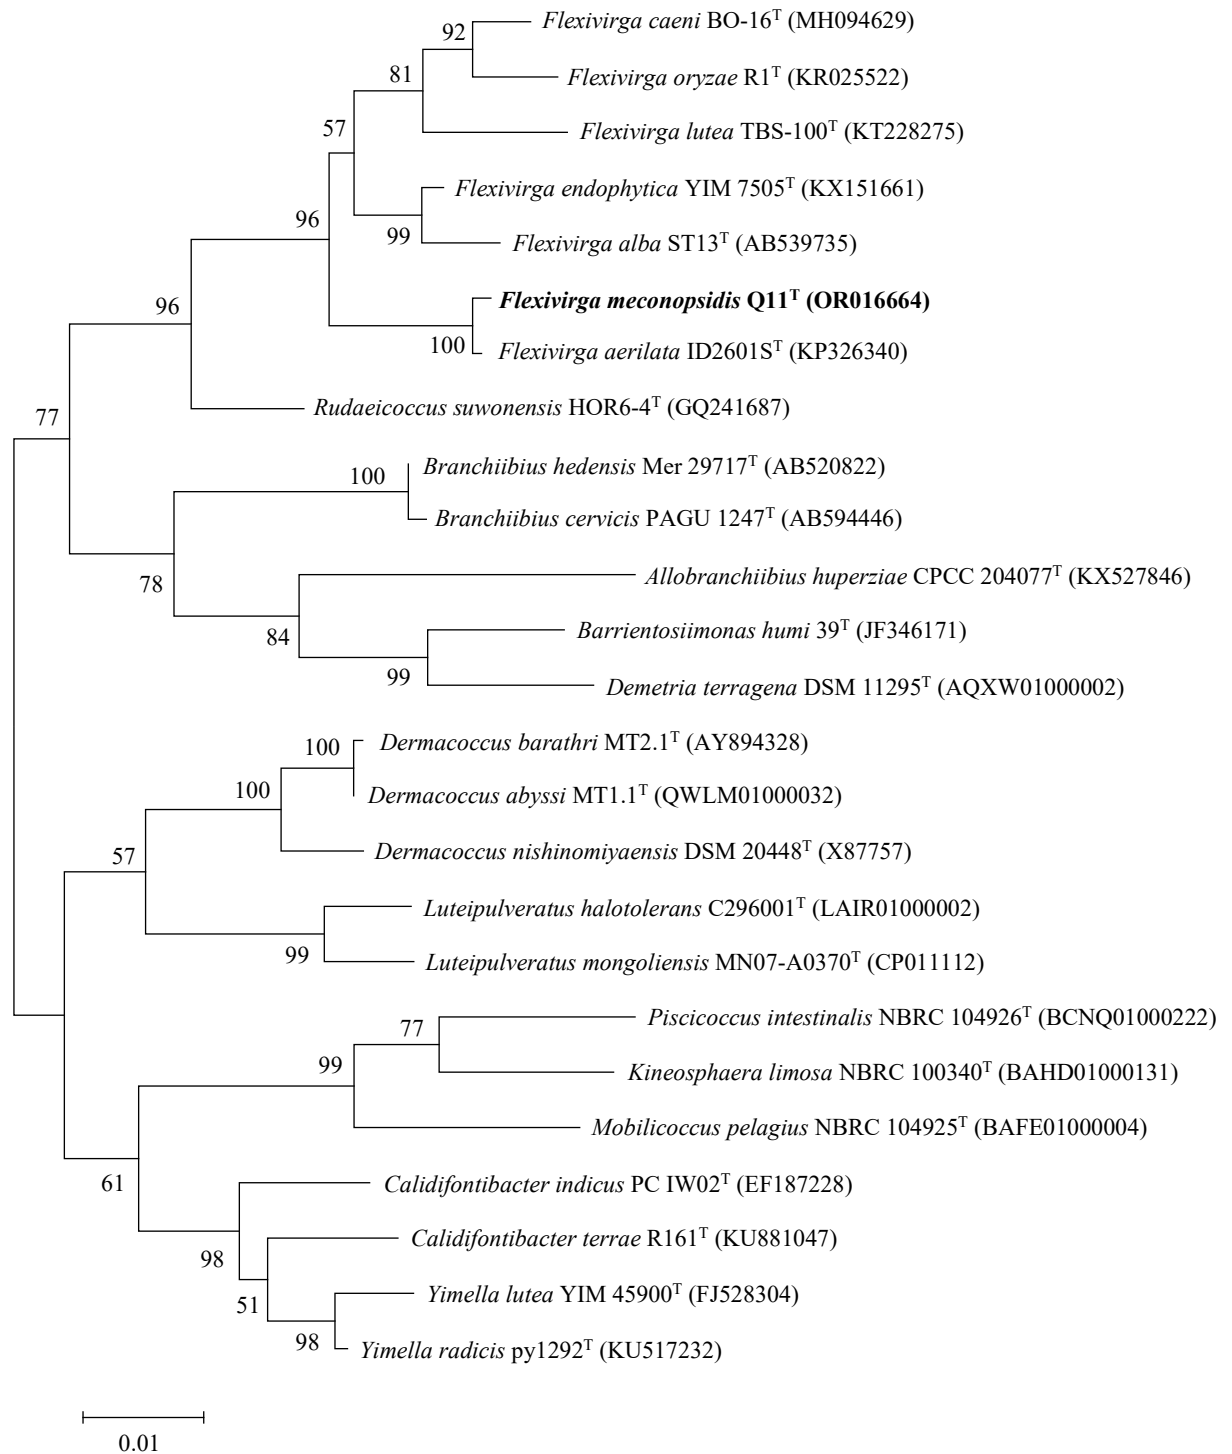 92
Flexivirga caeni BO-16ᵀ (MH094629)
81
Flexivirga oryzae R1ᵀ (KR025522)
57
Flexivirga lutea TBS-100ᵀ (KT228275)
Flexivirga endophytica YIM 7505ᵀ (KX151661)
96
99
Flexivirga alba ST13ᵀ (AB539735)
96
Flexivirga meconopsidis Q11ᵀ (OR016664)
100
Flexivirga aerilata ID2601Sᵀ (KP326340)
77
Rudaeicoccus suwonensis HOR6-4ᵀ (GQ241687)
100
Branchiibius hedensis Mer 29717ᵀ (AB520822)
Branchiibius cervicis PAGU 1247ᵀ (AB594446)
78
Allobranchiibius huperziae CPCC 204077ᵀ (KX527846)
84
Barrientosiimonas humi 39ᵀ (JF346171)
99
Demetria terragena DSM 11295ᵀ (AQXW01000002)
100
Dermacoccus barathri MT2.1ᵀ (AY894328)
100
Dermacoccus abyssi MT1.1ᵀ (QWLM01000032)
57
Dermacoccus nishinomiyaensis DSM 20448ᵀ (X87757)
Luteipulveratus halotolerans C296001ᵀ (LAIR01000002)
99
Luteipulveratus mongoliensis MN07-A0370ᵀ (CP011112)
77
Piscicoccus intestinalis NBRC 104926ᵀ (BCNQ01000222)
99
Kineosphaera limosa NBRC 100340ᵀ (BAHD01000131)
Mobilicoccus pelagius NBRC 104925ᵀ (BAFE01000004)
61
Calidifontibacter indicus PC IW02ᵀ (EF187228)
98
Calidifontibacter terrae R161ᵀ (KU881047)
51
Yimella lutea YIM 45900ᵀ (FJ528304)
98
Yimella radicis py1292ᵀ (KU517232)
0.01